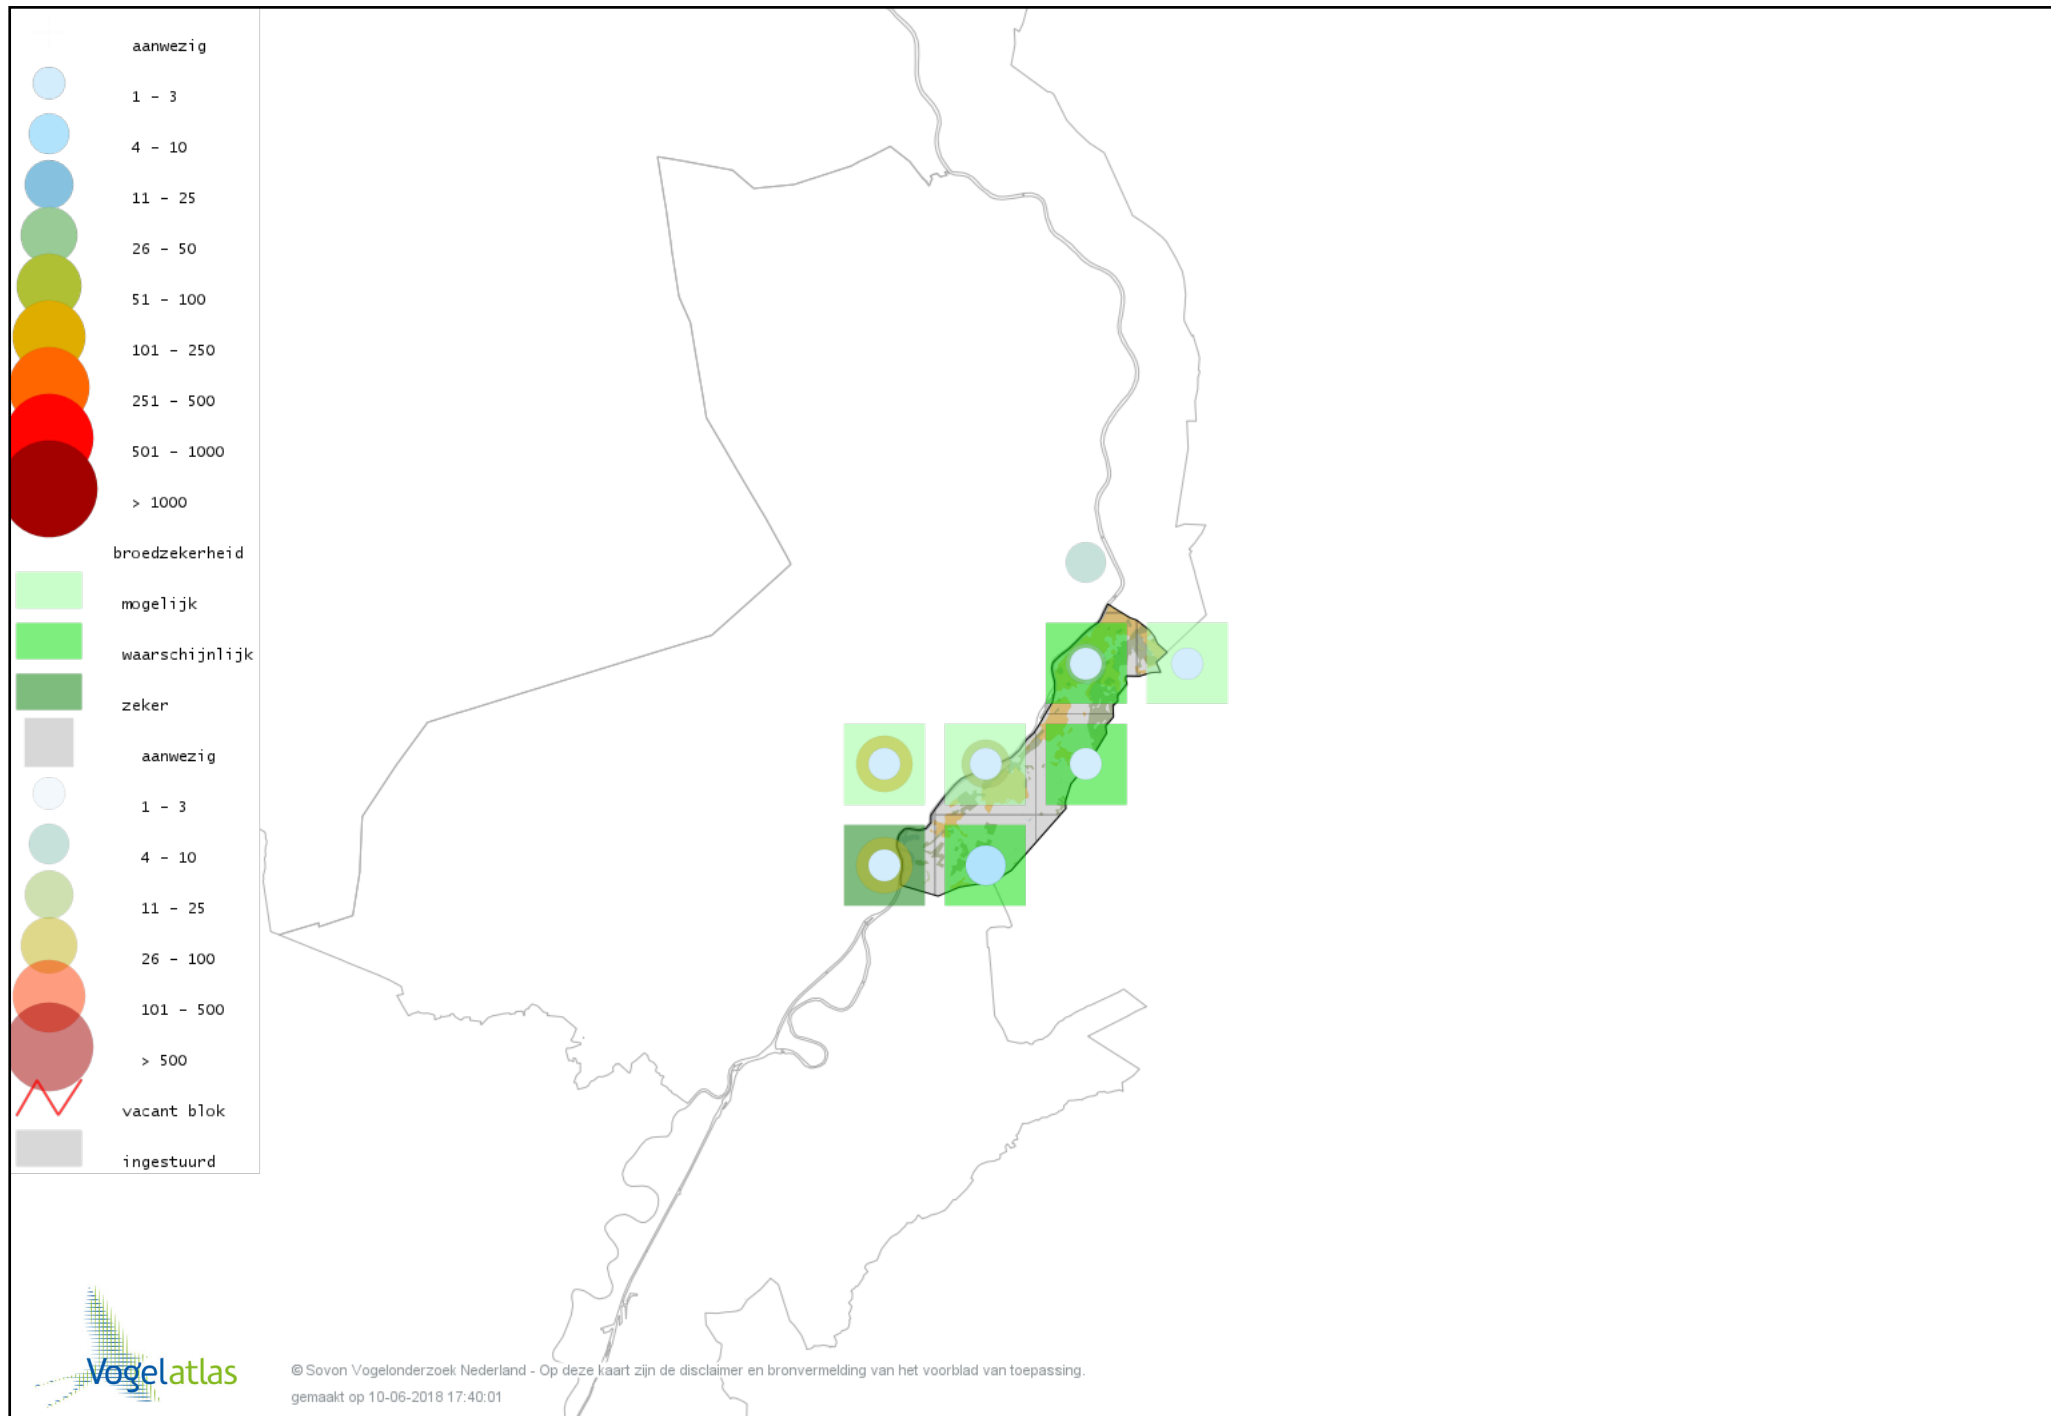 aanwezig
1 - 3
4 - 10
11 - 25
26 - 50
51 - 100
101 - 250
251 - 500
501 - 1000
> 1000
broedzekerheid
mogelijk
waarschijnlijk
zeker
aanwezig
1 - 3
4 - 10
11 - 25
26 - 100
101 - 500
> 500
vacant blok
ingestuurd
Vogelatlas
© Sovon Vogelonderzoek Nederland - Op deze kaart zijn de disclaimer en bronvermelding van het voorblad van toepassing.
gemaakt op 10-06-2018 17:40:01